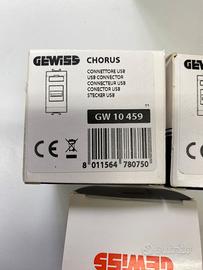 GEWISS CHORUS
CONNETTORE USB
USB CONNECTOR
CONNECTEUR USB
CONECTOR USB
STECKER USB
GW 10 459
CE
8 011564 780750
GEWISS